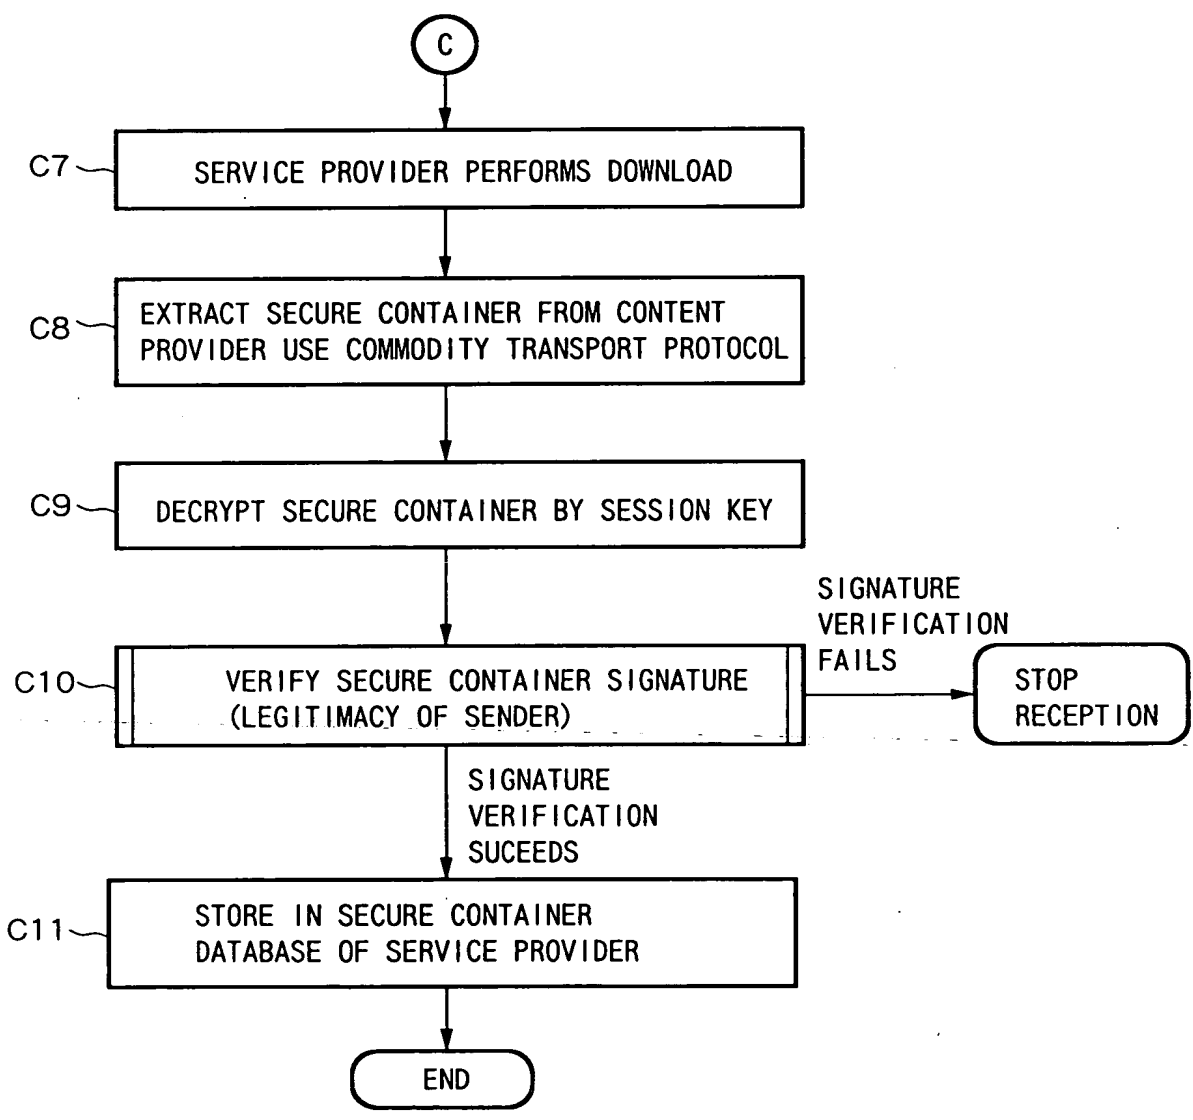 C
C7
SERVICE PROVIDER PERFORMS DOWNLOAD
C8
EXTRACT SECURE CONTAINER FROM CONTENT
PROVIDER USE COMMODITY TRANSPORT PROTOCOL
C9
DECRYPT SECURE CONTAINER BY SESSION KEY
SIGNATURE
VERIFICATION
FAILS
C10
VERIFY SECURE CONTAINER SIGNATURE
(LEGITIMACY OF SENDER)
STOP
RECEPTION
SIGNATURE
VERIFICATION
SUCEEDS
C11
STORE IN SECURE CONTAINER
DATABASE OF SERVICE PROVIDER
END